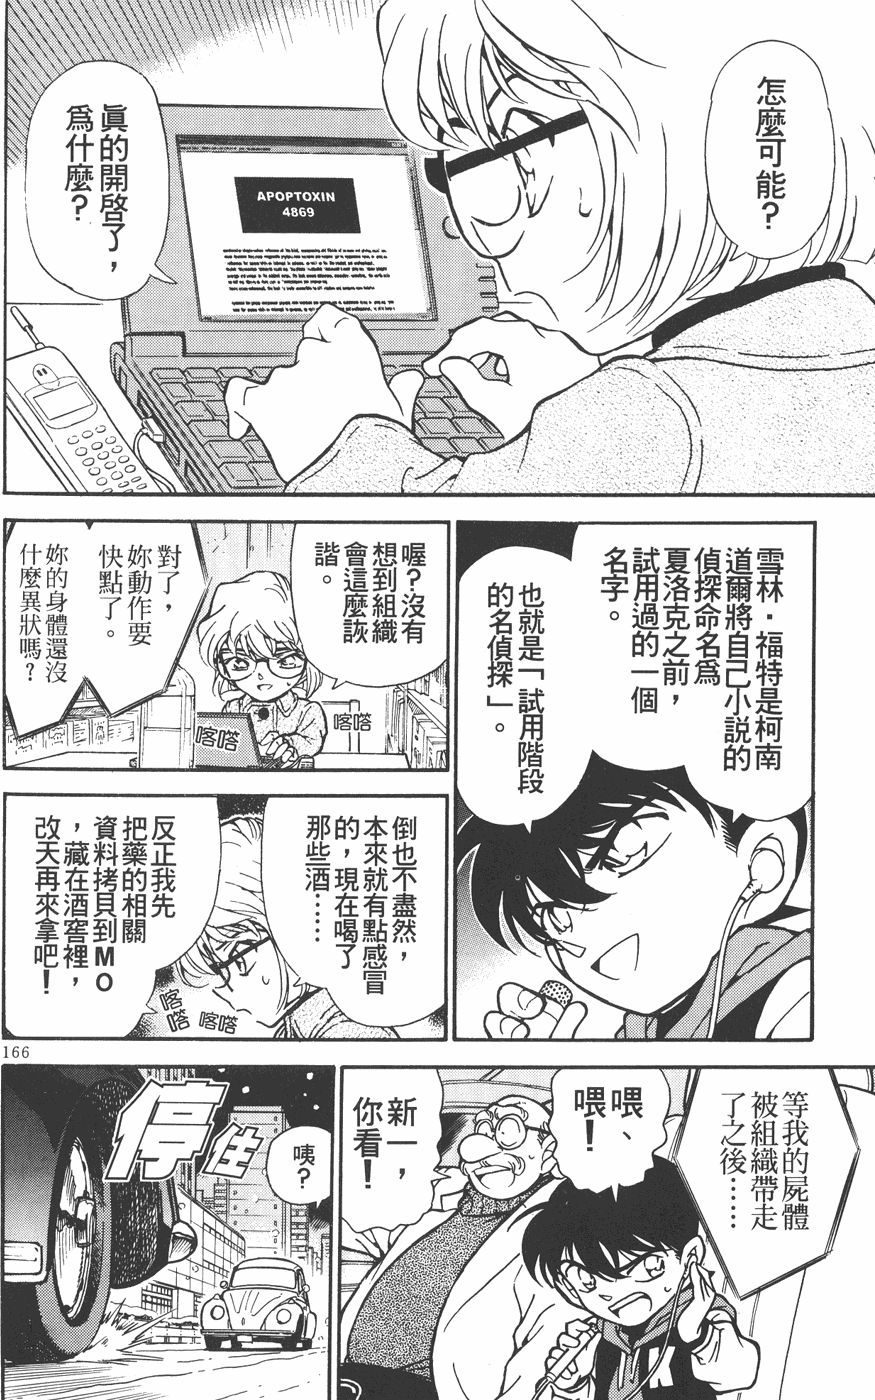 怎麼可能？
眞的開啓了，
爲什麼？
APOPTOXIN
4869
雪林·福特是柯南
道爾將自己小說的
偵探命名爲
夏洛克之前，
試用過的一個
名字。
也就是「試用階段
的名偵探」。
喔？沒有
想到組織
會這麼詼
諧。
對了，
妳動作要
快點了。
妳的身體還沒
什麼異狀嗎？
喀嗒
喀嗒
倒也不盡然，
本來就有點感冒
的，現在喝了
那些酒……
反正我先
把藥的相關
資料拷貝到MO
，藏在酒窖裡，
改天再來拿吧！
喀嗒
喀嗒
166
等我的屍體
被組織帶走
了之後……
喂、
喂！
新一，
你看！
咦？
停住